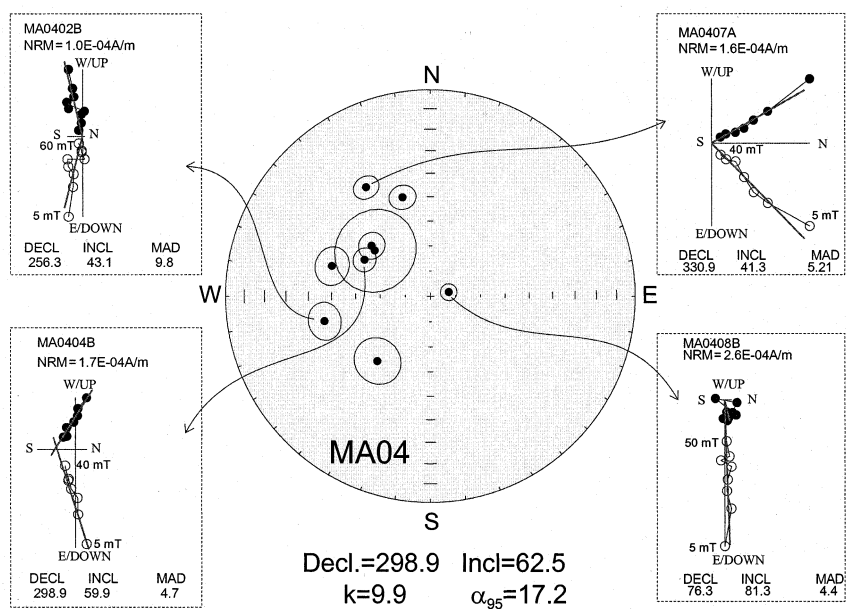 MA0402B
NRM=1.0E-04A/m
W/UP
S N
60 mT
5 mT
E/DOWN
DECL INCL MAD
256.3 43.1 9.8
MA0407A
NRM=1.6E-04A/m
W/UP
S N
40 mT
5 mT
E/DOWN
DECL INCL MAD
330.9 41.3 5.21
N
W E
S
MA04
MA0404B
NRM=1.7E-04A/m
W/UP
S N
40 mT
5 mT
E/DOWN
DECL INCL MAD
298.9 59.9 4.7
MA0408B
NRM=2.6E-04A/m
W/UP
S N
50 mT
5 mT
E/DOWN
DECL INCL MAD
76.3 81.3 4.4
Decl.=298.9 Incl=62.5
k=9.9 α95=17.2